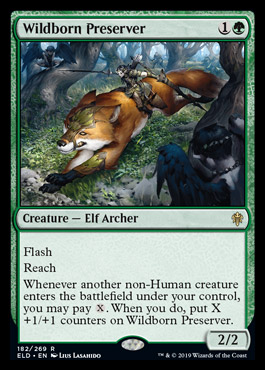 Wildborn Preserver 1
Creature — Elf Archer
Flash
Reach
Whenever another non-Human creature
enters the battlefield under your control,
you may pay X. When you do, put X
+1/+1 counters on Wildborn Preserver.
2/2
182/269 R
ELD • EN Lius Lasahido
™ & © 2019 Wizards of the Coast